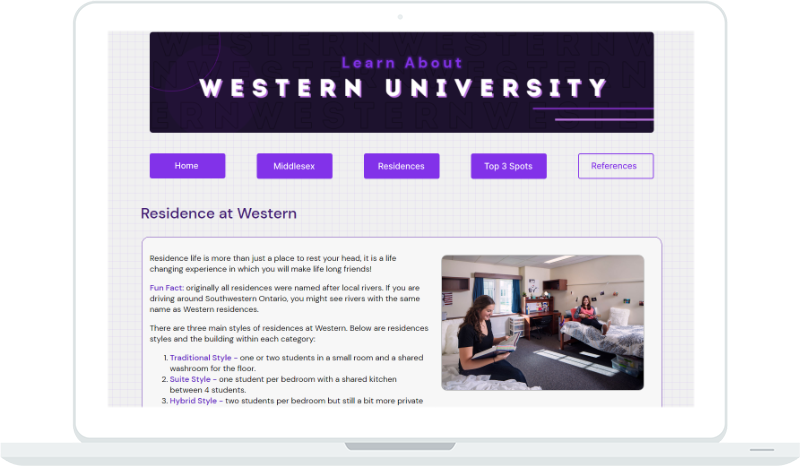 Learn About
WESTERN UNIVERSITY
Home
Middlesex
Residences
Top 3 Spots
References
Residence at Western
Residence life is more than just a place to rest your head, it is a life
changing experience in which you will make life long friends!
Fun Fact: originally all residences were named after local rivers. If you are
driving around Southwestern Ontario, you might see rivers with the same
name as Western residences.
There are three main styles of residences at Western. Below are residences
styles and the building within each category:
1. Traditional Style - one or two students in a small room and a shared
washroom for the floor.
2. Suite Style - one student per bedroom with a shared kitchen
between 4 students.
3. Hybrid Style - two students per bedroom but still a bit more private